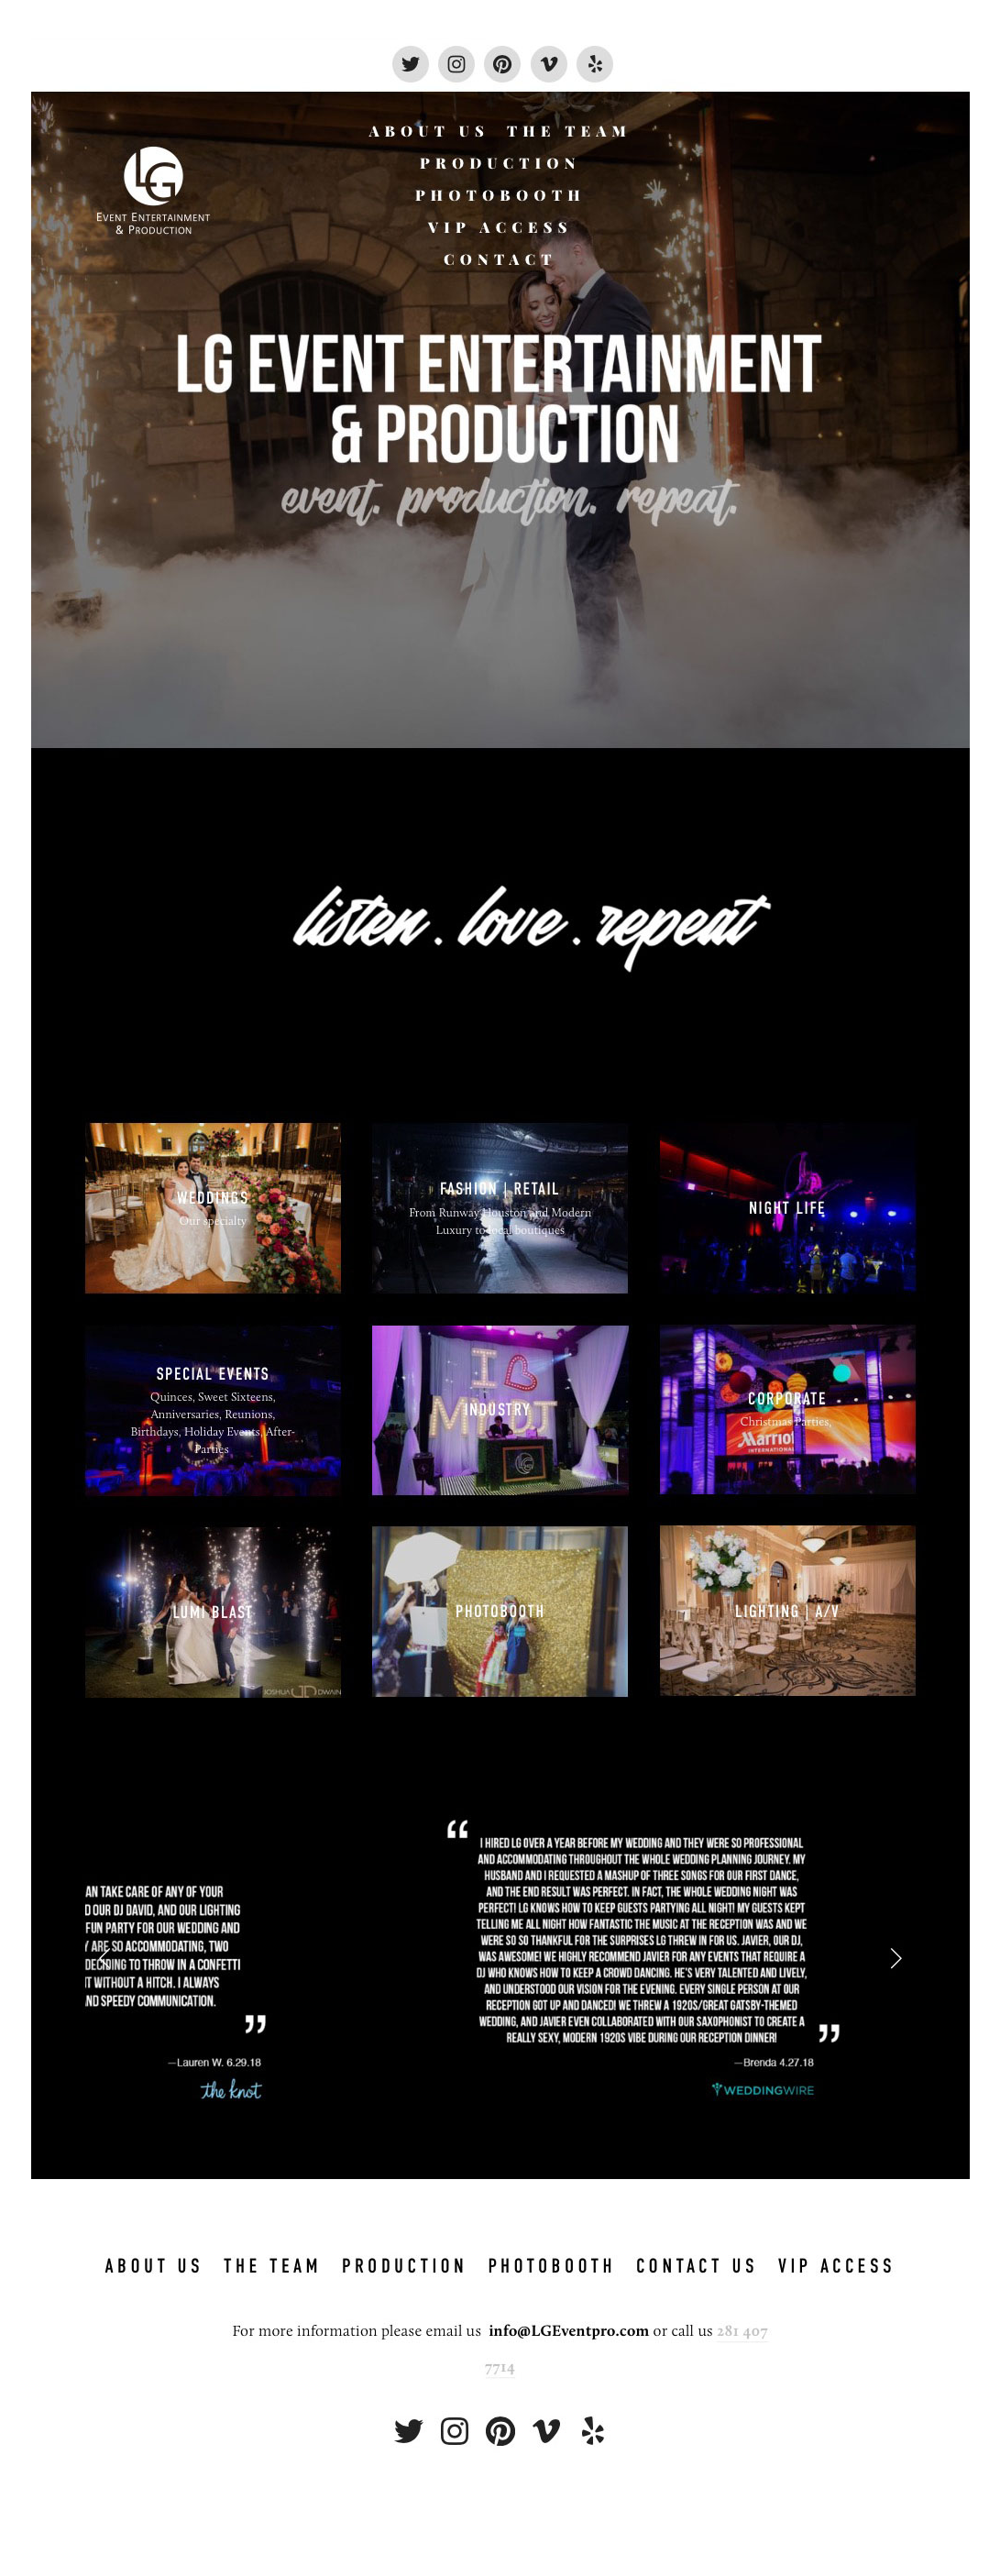 ABOUT US THE TEAM
PRODUCTION
PHOTOBOOTH
VIP ACCESS
CONTACT
LG
EVENT ENTERTAINMENT
& PRODUCTION
LG EVENT ENTERTAINMENT
& PRODUCTION
event. production. repeat.
listen . love . repeat
WEDDINGS
Our specialty
FASHION | RETAIL
From Runway Houston and Modern
Luxury to local boutiques
NIGHT LIFE
SPECIAL EVENTS
Quinces, Sweet Sixteens,
Anniversaries, Reunions,
Birthdays, Holiday Events, After-
Parties
I
MUST
INDUSTRY
LG
CORPORATE
Christmas Parties,
Marriott
INTERNATIONAL
LUMI BLAST
JOSHUA JD DWAIN
PHOTOBOOTH
LIGHTING | A/V
AN TAKE CARE OF ANY OF YOUR
D OUR DJ DAVID, AND OUR LIGHTING
FUN PARTY FOR OUR WEDDING AND
Y ARE SO ACCOMMODATING, TWO
DECIDING TO THROW IN A CONFETTI
IT WITHOUT A HITCH. I ALWAYS
ND SPEEDY COMMUNICATION.
”
—Lauren W. 6.29.18
the knot
“
I HIRED LG OVER A YEAR BEFORE MY WEDDING AND THEY WERE SO PROFESSIONAL
AND ACCOMMODATING THROUGHOUT THE WHOLE WEDDING PLANNING JOURNEY. MY
HUSBAND AND I REQUESTED A MASHUP OF THREE SONGS FOR OUR FIRST DANCE,
AND THE END RESULT WAS PERFECT. IN FACT, THE WHOLE WEDDING NIGHT WAS
PERFECT! LG KNOWS HOW TO KEEP GUESTS PARTYING ALL NIGHT! MY GUESTS KEPT
TELLING ME ALL NIGHT HOW FANTASTIC THE MUSIC AT THE RECEPTION WAS AND WE
WERE SO SO THANKFUL FOR THE SURPRISES LG THREW IN FOR US. JAVIER, OUR DJ,
WAS AWESOME! WE HIGHLY RECOMMEND JAVIER FOR ANY EVENTS THAT REQUIRE A
DJ WHO KNOWS HOW TO KEEP A CROWD DANCING. HE'S VERY TALENTED AND LIVELY,
AND UNDERSTOOD OUR VISION FOR THE EVENING. EVERY SINGLE PERSON AT OUR
RECEPTION GOT UP AND DANCED! WE THREW A 1920S/GREAT GATSBY-THEMED
WEDDING, AND JAVIER EVEN COLLABORATED WITH OUR SAXOPHONIST TO CREATE A
REALLY SEXY, MODERN 1920S VIBE DURING OUR RECEPTION DINNER!
”
—Brenda 4.27.18
WEDDINGWIRE
ABOUT US THE TEAM PRODUCTION PHOTOBOOTH CONTACT US VIP ACCESS
For more information please email us info@LGEventpro.com or call us 281 407
7714